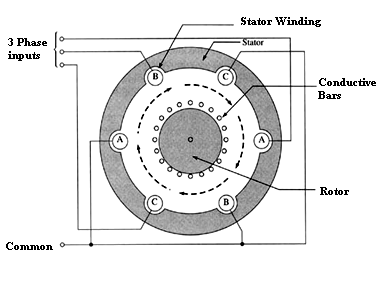 Stator Winding
3 Phase
inputs
Stator
B
C
Conductive
Bars
A
A
Rotor
C
B
Common